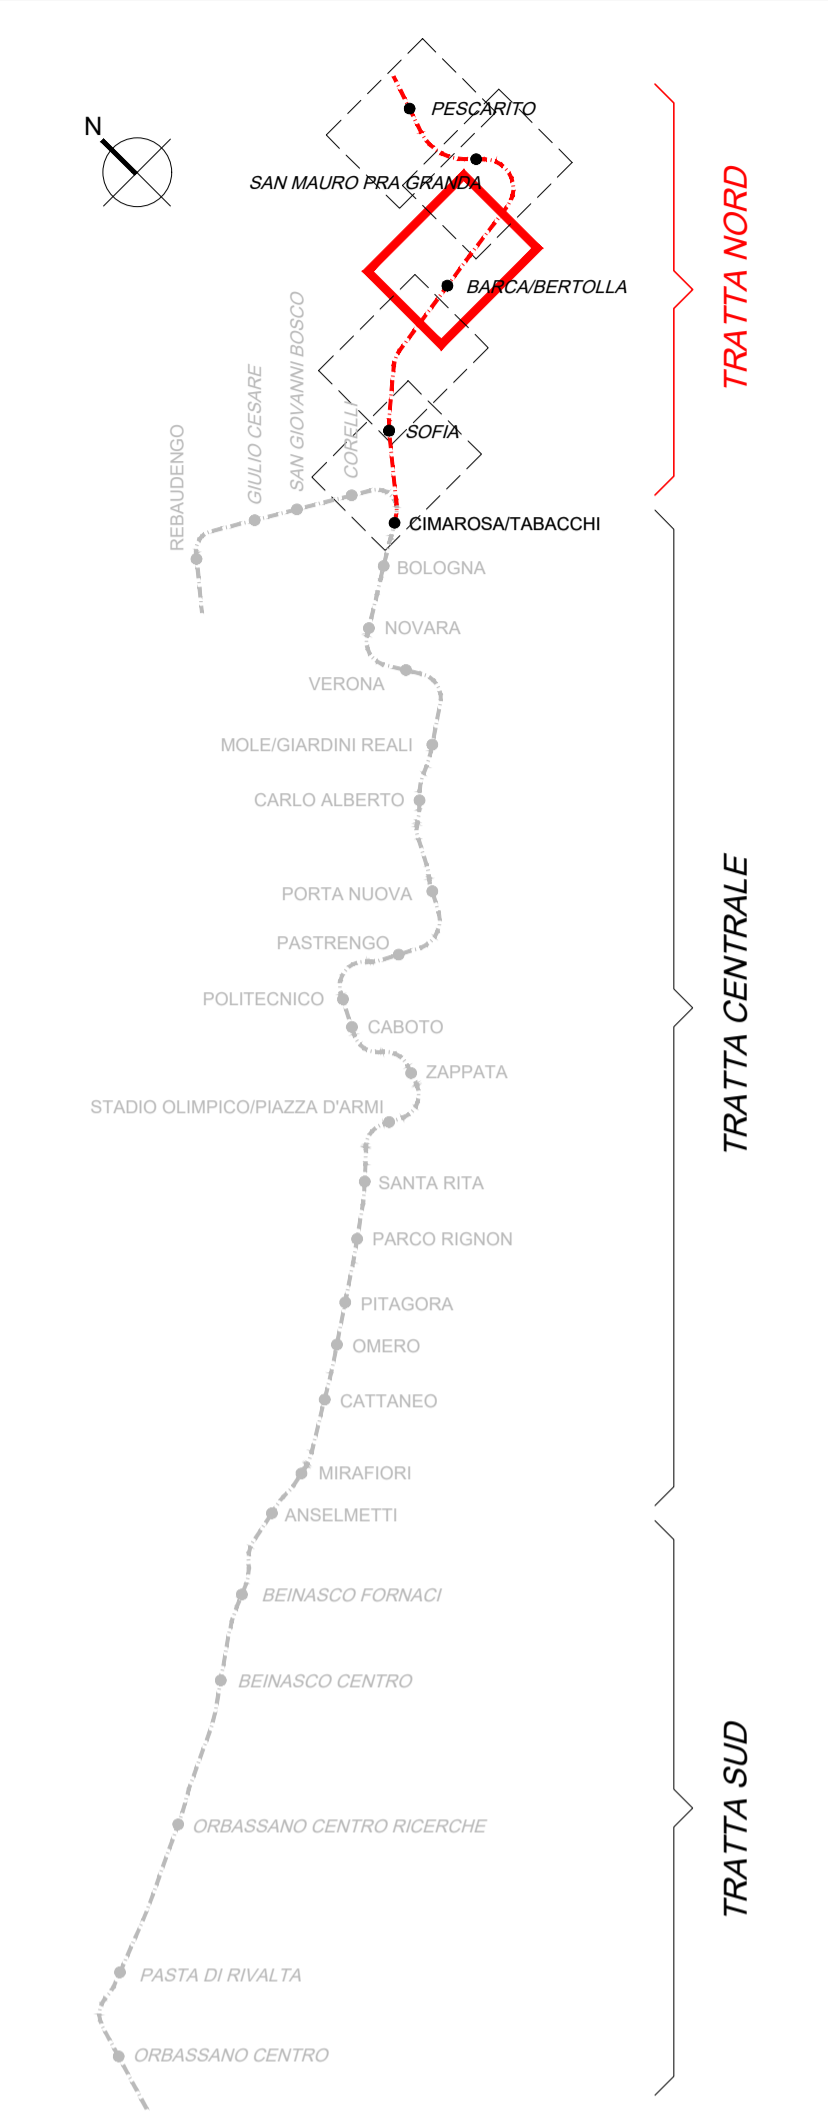 N
PESCARITO
SAN MAURO PRA GRANDA
BARCA/BERTOLLA
TRATTA NORD
REBAUDENGO
GIULIO CESARE
SAN GIOVANNI BOSCO
CORELLI
SOFIA
CIMAROSA/TABACCHI
BOLOGNA
NOVARA
VERONA
MOLE/GIARDINI REALI
CARLO ALBERTO
PORTA NUOVA
PASTRENGO
POLITECNICO
CABOTO
ZAPPATA
STADIO OLIMPICO/PIAZZA D'ARMI
SANTA RITA
PARCO RIGNON
PITAGORA
OMERO
CATTANEO
MIRAFIORI
TRATTA CENTRALE
ANSELMETTI
BEINASCO FORNACI
BEINASCO CENTRO
ORBASSANO CENTRO RICERCHE
PASTA DI RIVALTA
ORBASSANO CENTRO
TRATTA SUD